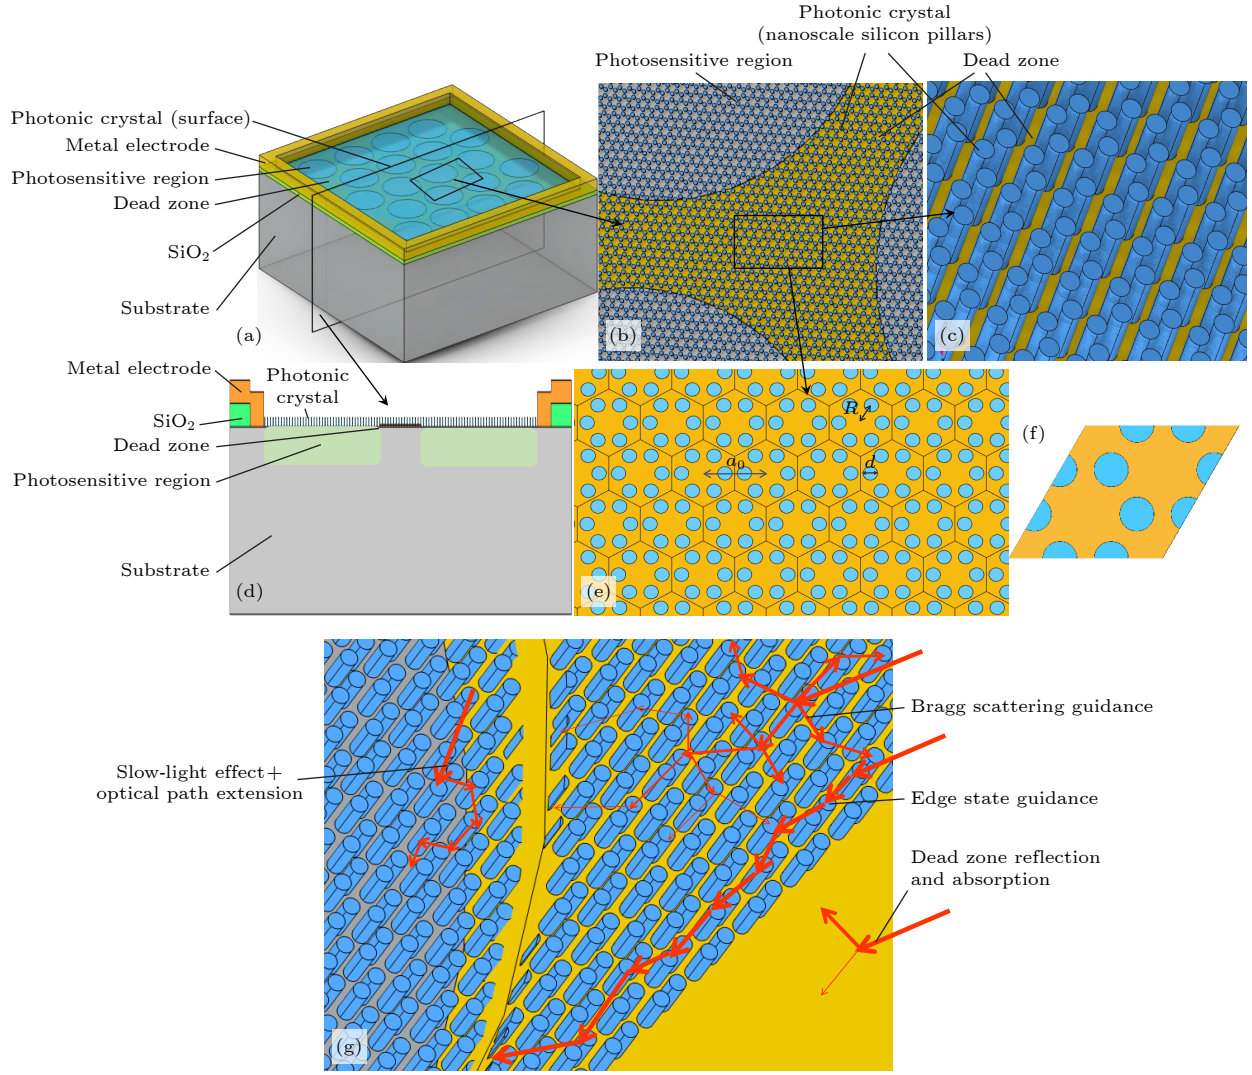 Photonic crystal
(nanoscale silicon pillars)
Photosensitive region
Dead zone
Photonic crystal (surface)
Metal electrode
Photosensitive region
Dead zone
SiO2
Substrate
(a)
(b)
(c)
Metal electrode
Photonic
crystal
SiO2
Dead zone
Photosensitive region
Substrate
(d)
R
a0
d
(e)
(f)
Bragg scattering guidance
Slow-light effect+
optical path extension
Edge state guidance
Dead zone reflection
and absorption
(g)